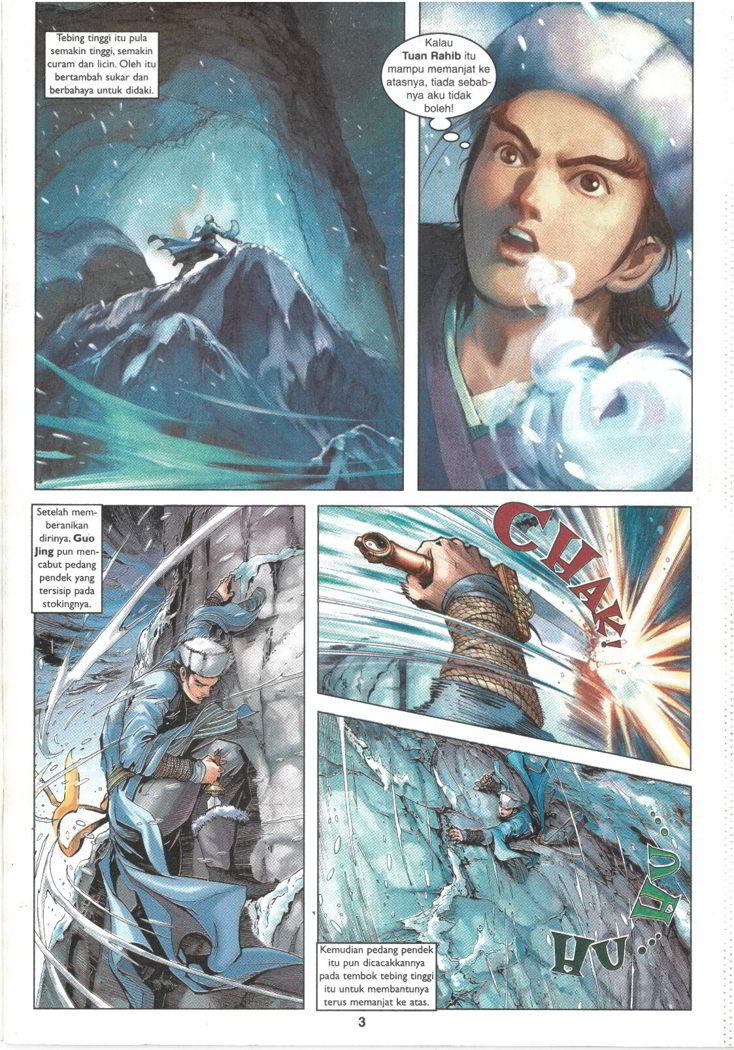 Tebing tinggi itu pula
semakin tinggi, semakin
curam dan licin. Oleh itu
bertambah sukar dan
berbahaya untuk didaki.
Kalau
Tuan Rahib itu
mampu memanjat ke
atasnya, tiada sebab-
nya aku tidak
boleh!
Setelah mem-
beranikan
dirinya, Guo
Jing pun men-
cabut pedang
pendek yang
tersisip pada
stokingnya.
CHAK!
HU...HU...
Kemudian pedang pendek
itu pun dicacakkannya
pada tembok tebing tinggi
itu untuk membantunya
terus memanjat ke atas.
3